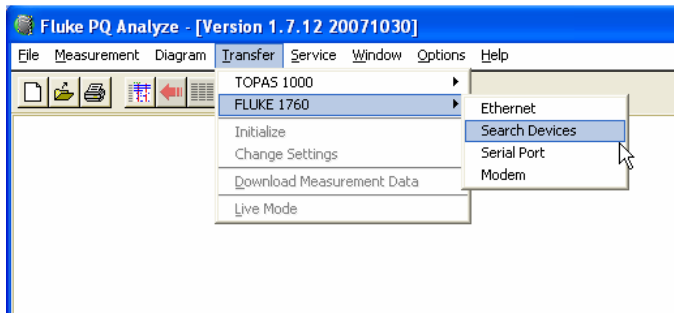 Fluke PQ Analyze - [Version 1.7.12 20071030]
File Measurement Diagram Transfer Service Window Options Help
TOPAS 1000
FLUKE 1760
Ethernet
Search Devices
Serial Port
Modem
Initialize
Change Settings
Download Measurement Data
Live Mode